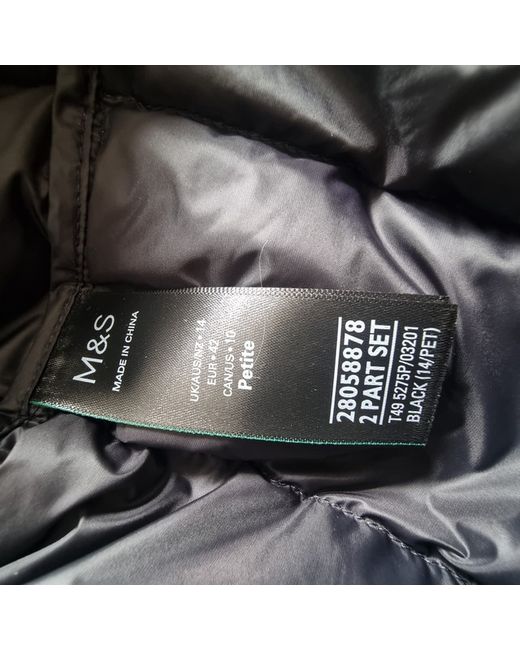 M&S
MADE IN CHINA
UK/AUS/NZ • 14
EUR • 42
CAN/US • 10
Petite
28058878
2 PART SET
T49 5275P/03201
BLACK (14/PET)